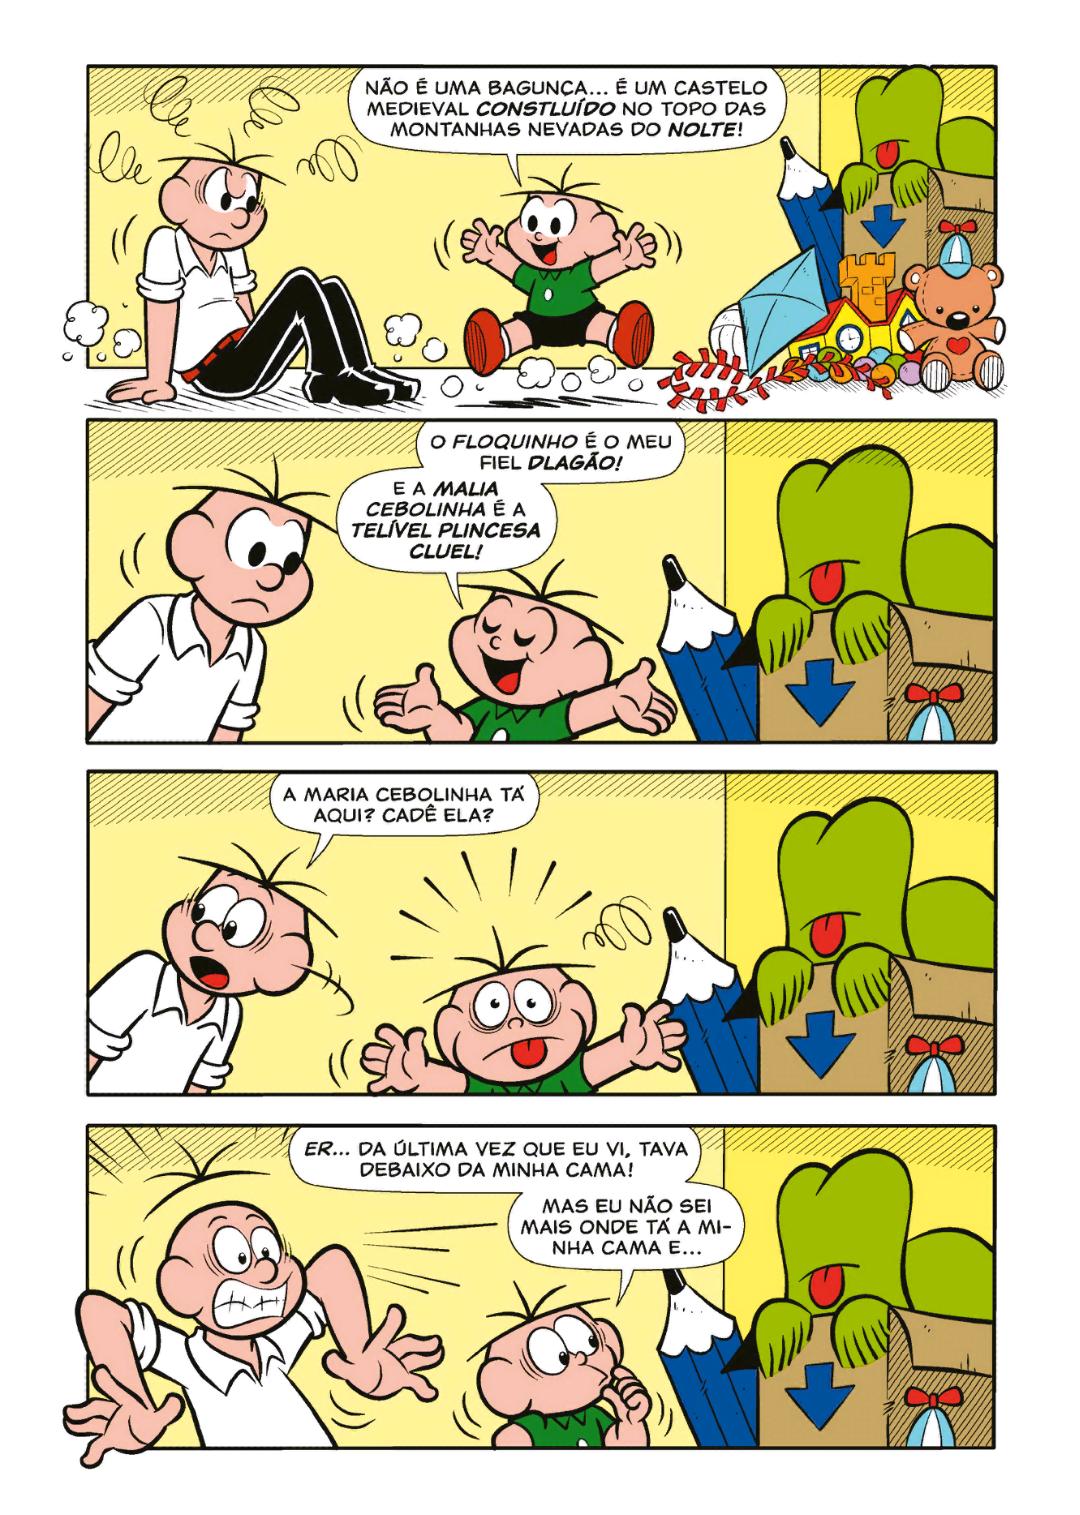 NÃO É UMA BAGUNÇA... É UM CASTELO
MEDIEVAL CONSTLUÍDO NO TOPO DAS
MONTANHAS NEVADAS DO NOLTE!
O FLOQUINHO É O MEU
FIEL DLAGÃO!
E A MALIA
CEBOLINHA É A
TELÍVEL PLINCESA
CLUEL!
A MARIA CEBOLINHA TÁ
AQUI? CADÊ ELA?
ER... DA ÚLTIMA VEZ QUE EU VI, TAVA
DEBAIXO DA MINHA CAMA!
MAS EU NÃO SEI
MAIS ONDE TÁ A MI-
NHA CAMA E...